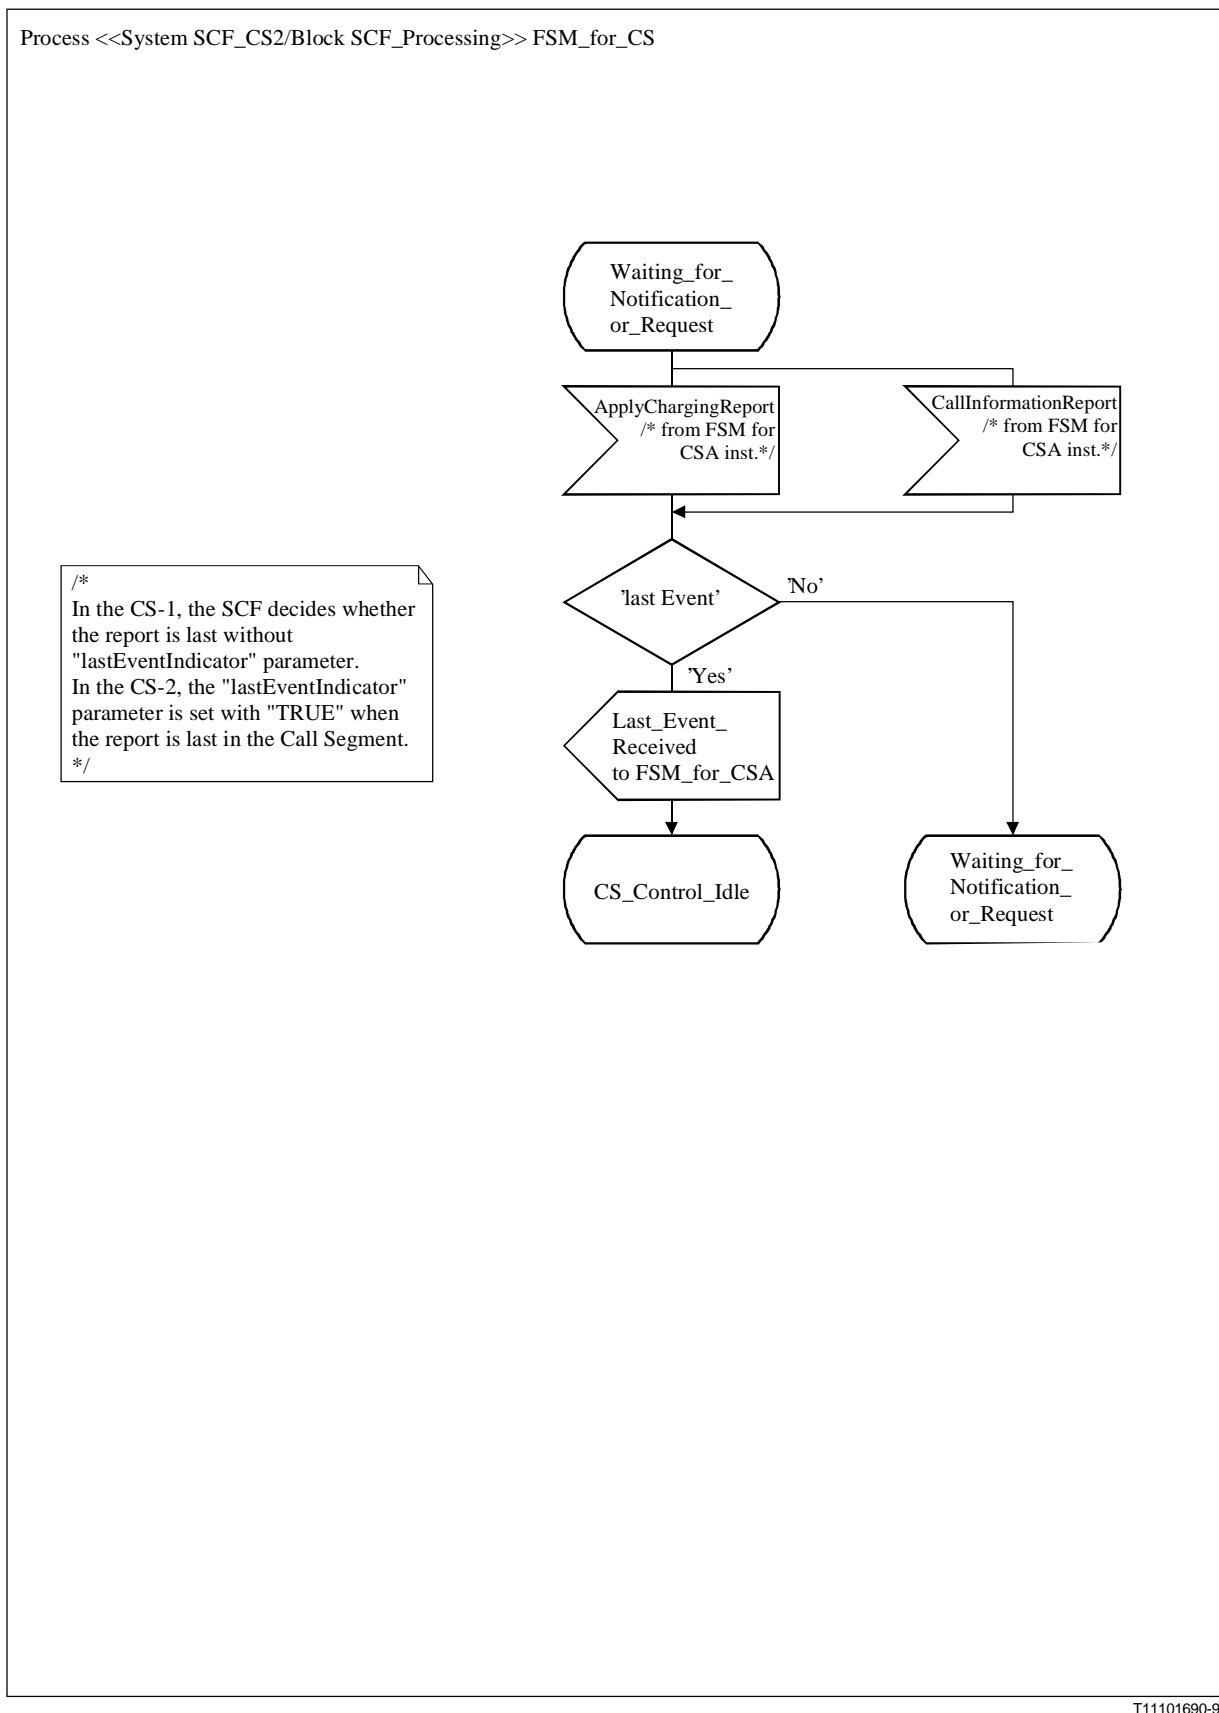 Process <<System SCF_CS2/Block SCF_Processing>> FSM_for_CS
Waiting_for_
Notification_
or_Request
ApplyChargingReport
/* from FSM for
CSA inst.*/
CallInformationReport
/* from FSM for
CSA inst.*/
/*
In the CS-1, the SCF decides whether
the report is last without
"lastEventIndicator" parameter.
In the CS-2, the "lastEventIndicator"
parameter is set with "TRUE" when
the report is last in the Call Segment.
*/
'last Event'
'No'
'Yes'
Last_Event_
Received
to FSM_for_CSA
CS_Control_Idle
Waiting_for_
Notification_
or_Request
T11101690-9